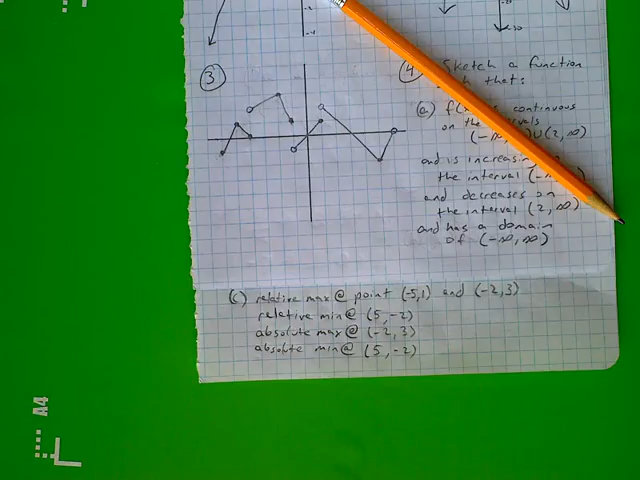 ③
④ Sketch a function
that:
(a) f(x) is continuous
on the intervals
U(2, ∞)
and is increasing
the interval
and decreases on
the interval (2, ∞)
and has a domain
of (-∞, ∞)
(c) relative max @ point (-5,1) and (-2,3)
relative min @ (5,-2)
absolute max @ (-2,3)
absolute min @ (5,-2)
A4